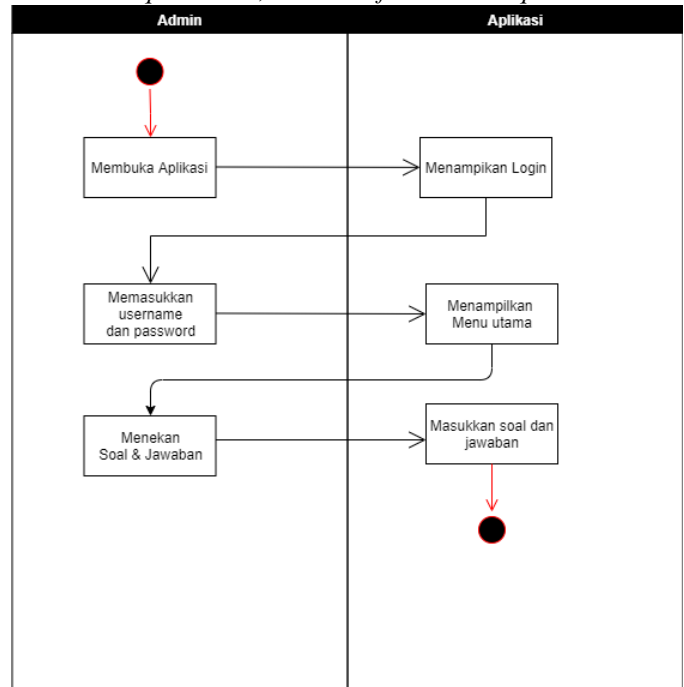 Admin
Aplikasi
Membuka Aplikasi
Menampikan Login
Memasukkan
username
dan password
Menampilkan
Menu utama
Menekan
Soal & Jawaban
Masukkan soal dan
jawaban